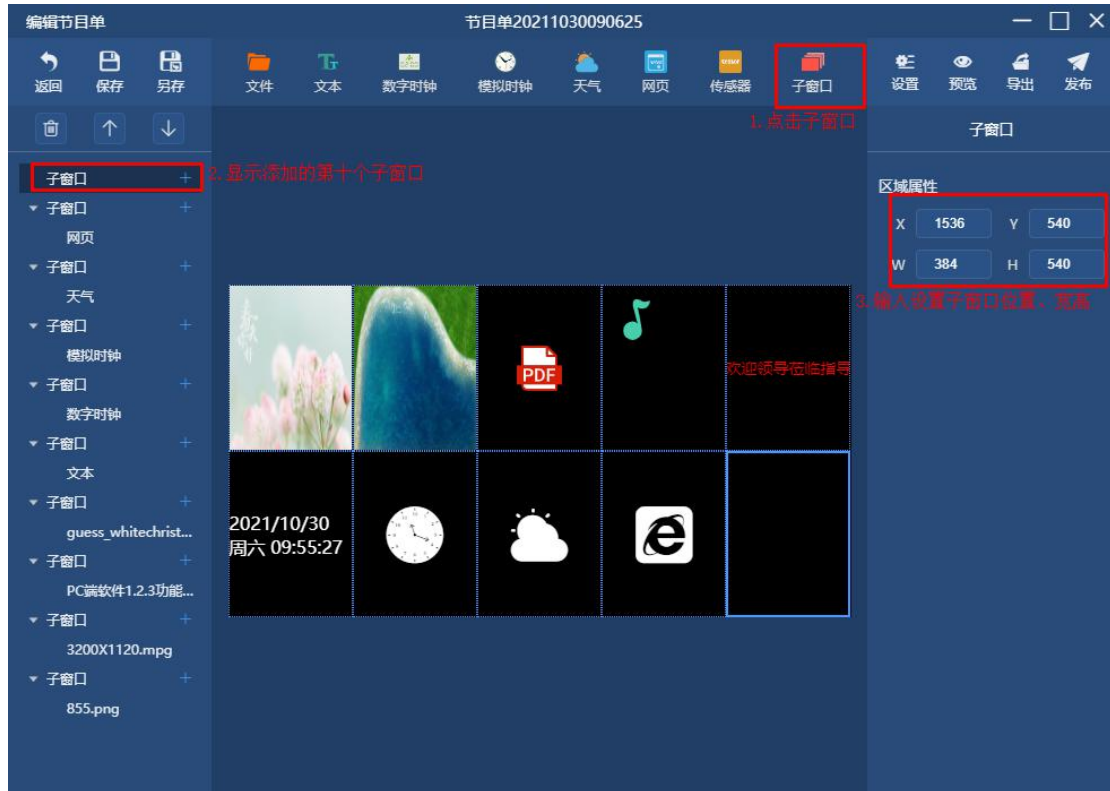 编辑节目单
节目单20211030090625
返回
保存
另存
文件
文本
数字时钟
模拟时钟
天气
网页
传感器
子窗口
设置
预览
导出
发布
1.点击子窗口
子窗口
子窗口 +
2.显示添加的第十个子窗口
区域属性
子窗口 +
网页
X 1536 Y 540
子窗口 +
W 384 H 540
天气
3.输入设置子窗口位置、宽高
子窗口 +
模拟时钟
子窗口 +
数字时钟
PDF
欢迎领导莅临指导
子窗口 +
文本
子窗口 +
guess_whitechrist...
2021/10/30
周六 09:55:27
子窗口 +
PC端软件1.2.3功能...
子窗口 +
3200X1120.mpg
子窗口 +
855.png